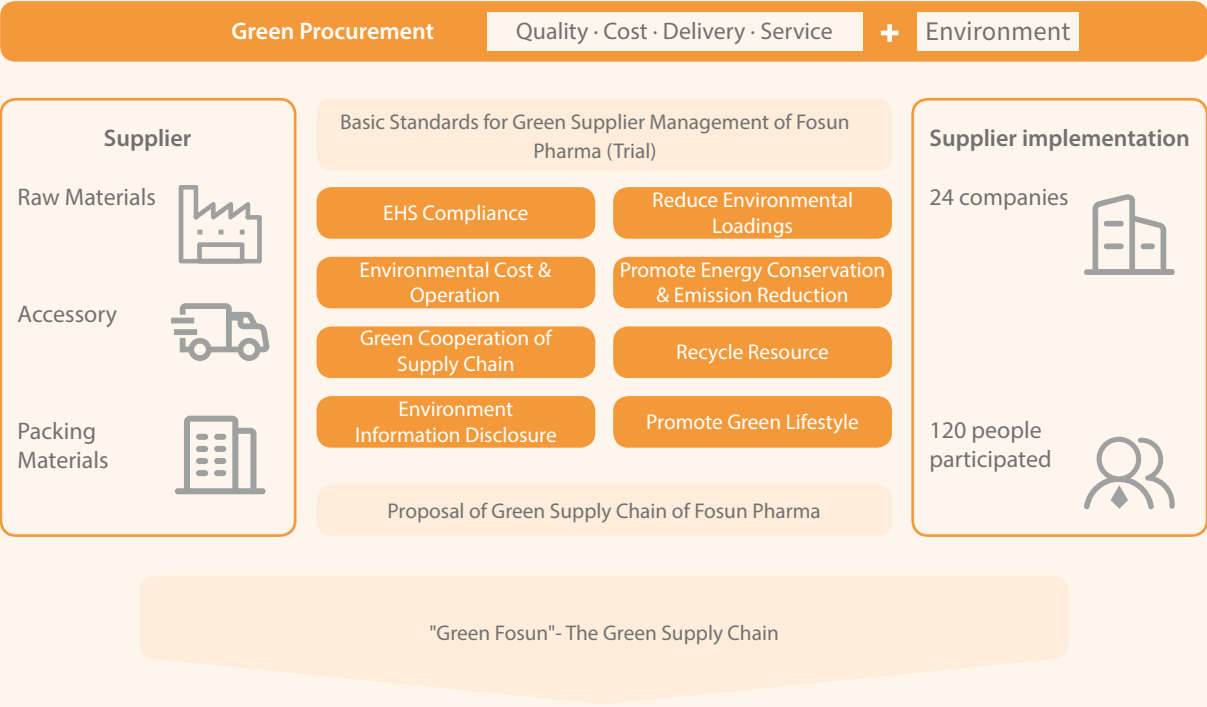 Green Procurement
Quality · Cost · Delivery · Service
+
Environment
Supplier
Raw Materials
Accessory
Packing
Materials
Basic Standards for Green Supplier Management of Fosun
Pharma (Trial)
EHS Compliance
Reduce Environmental
Loadings
Environmental Cost &
Operation
Promote Energy Conservation
& Emission Reduction
Green Cooperation of
Supply Chain
Recycle Resource
Environment
Information Disclosure
Promote Green Lifestyle
Proposal of Green Supply Chain of Fosun Pharma
Supplier implementation
24 companies
120 people
participated
"Green Fosun"- The Green Supply Chain